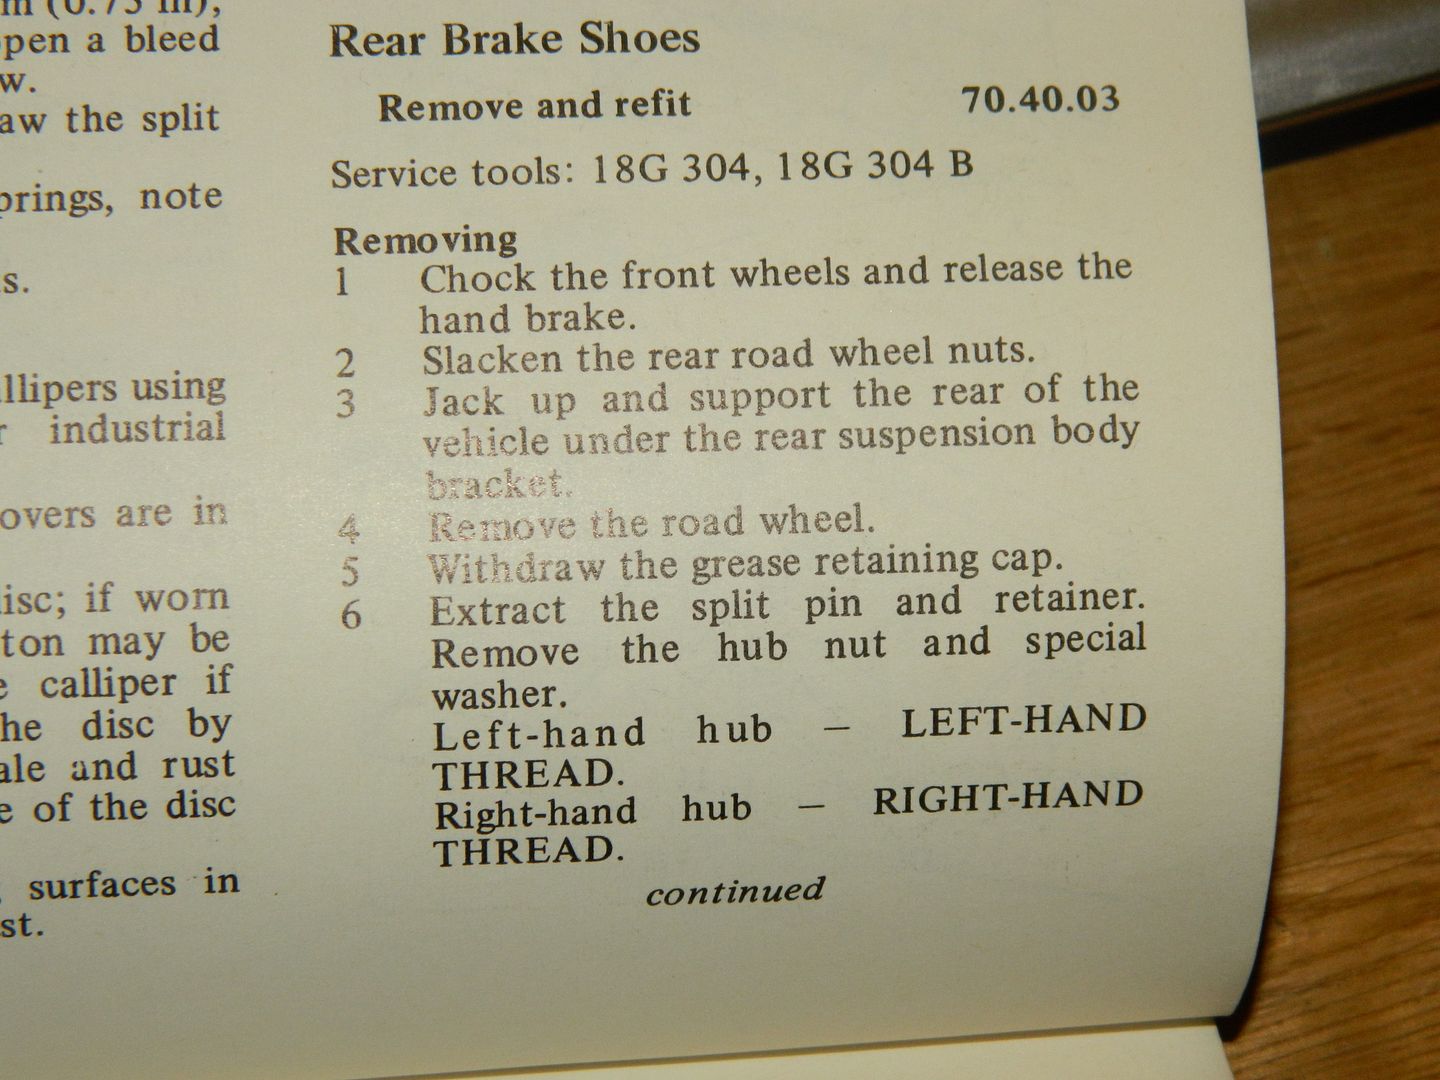 m (0.75 in),
open a bleed
w.
aw the split
prings, note
s.
allipers using
r industrial
overs are in
disc; if worn
ton may be
e calliper if
he disc by
ale and rust
e of the disc
surfaces in
st.
Rear Brake Shoes
Remove and refit 70.40.03
Service tools: 18G 304, 18G 304 B
Removing
1 Chock the front wheels and release the
hand brake.
2 Slacken the rear road wheel nuts.
3 Jack up and support the rear of the
vehicle under the rear suspension body
bracket.
4 Remove the road wheel.
5 Withdraw the grease retaining cap.
6 Extract the split pin and retainer.
Remove the hub nut and special
washer.
Left-hand hub — LEFT-HAND
THREAD.
Right-hand hub — RIGHT-HAND
THREAD.
continued